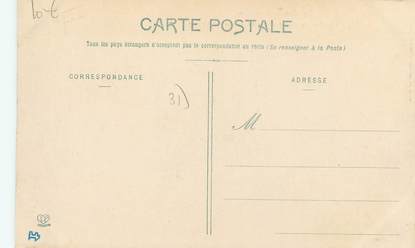 10 €
CARTE POSTALE
Tous les pays étrangers n'acceptent pas la correspondance au recto (Se renseigner à la Poste)
CORRESPONDANCE
ADRESSE
31)
M